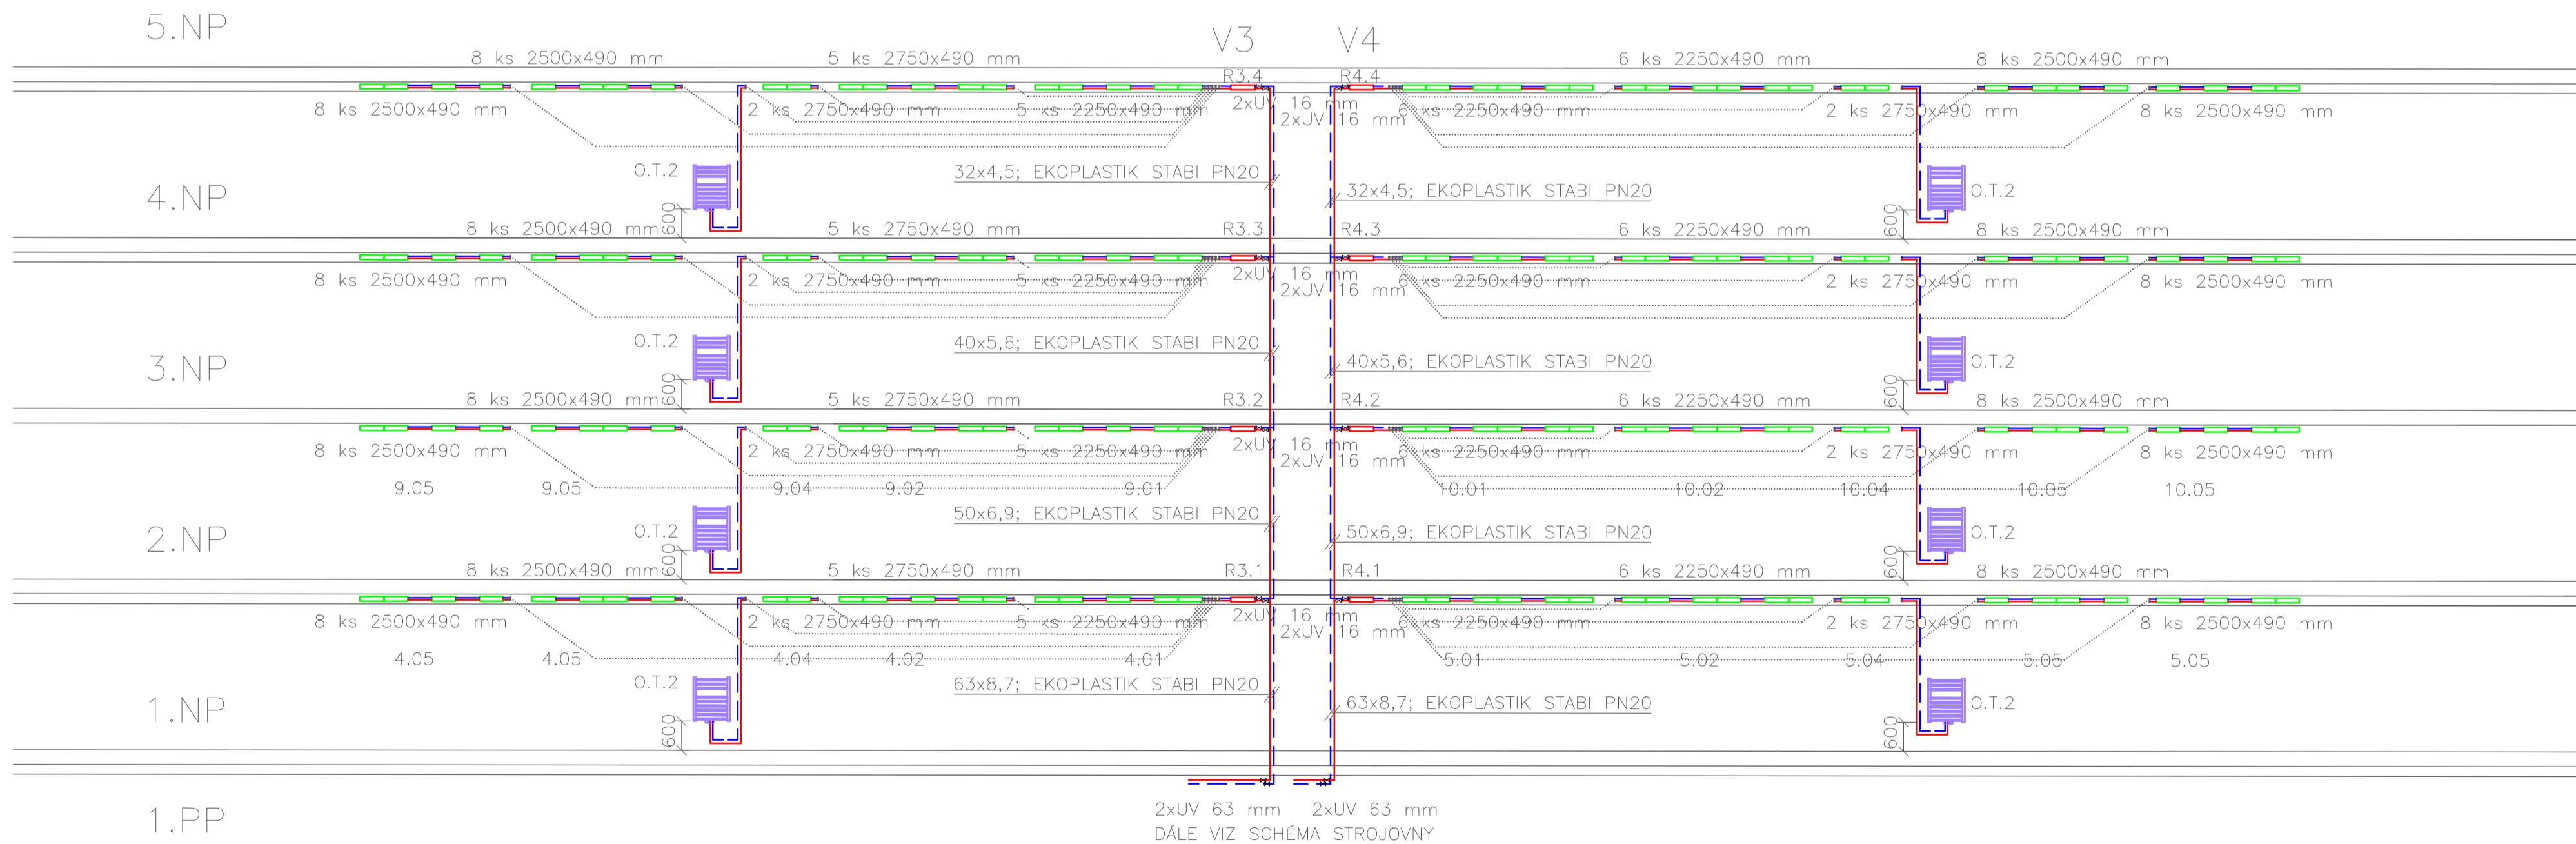 5.NP
V3 V4
8 ks 2500x490 mm 5 ks 2750x490 mm 6 ks 2250x490 mm 8 ks 2500x490 mm
R3.4 R4.4
8 ks 2500x490 mm 2 ks 2750x490 mm 5 ks 2250x490 mm 2xUV 16 mm 6 ks 2250x490 mm 2 ks 2750x490 mm 8 ks 2500x490 mm
2xUV 16 mm
O.T.2 32x4,5; EKOPLASTIK STABI PN20 32x4,5; EKOPLASTIK STABI PN20 O.T.2
4.NP
600 600
8 ks 2500x490 mm 5 ks 2750x490 mm R3.3 R4.3 6 ks 2250x490 mm 8 ks 2500x490 mm
8 ks 2500x490 mm 2 ks 2750x490 mm 5 ks 2250x490 mm 2xUV 16 mm 6 ks 2250x490 mm 2 ks 2750x490 mm 8 ks 2500x490 mm
2xUV 16 mm
O.T.2 40x5,6; EKOPLASTIK STABI PN20 40x5,6; EKOPLASTIK STABI PN20 O.T.2
3.NP
600 600
8 ks 2500x490 mm 5 ks 2750x490 mm R3.2 R4.2 6 ks 2250x490 mm 8 ks 2500x490 mm
8 ks 2500x490 mm 2 ks 2750x490 mm 5 ks 2250x490 mm 2xUV 16 mm 6 ks 2250x490 mm 2 ks 2750x490 mm 8 ks 2500x490 mm
2xUV 16 mm
9.05 9.05 9.04 9.02 9.01 10.01 10.02 10.04 10.05 10.05
O.T.2 50x6,9; EKOPLASTIK STABI PN20 50x6,9; EKOPLASTIK STABI PN20 O.T.2
2.NP
600 600
8 ks 2500x490 mm 5 ks 2750x490 mm R3.1 R4.1 6 ks 2250x490 mm 8 ks 2500x490 mm
8 ks 2500x490 mm 2 ks 2750x490 mm 5 ks 2250x490 mm 2xUV 16 mm 6 ks 2250x490 mm 2 ks 2750x490 mm 8 ks 2500x490 mm
2xUV 16 mm
4.05 4.05 4.04 4.02 4.01 5.01 5.02 5.04 5.05 5.05
O.T.2 63x8,7; EKOPLASTIK STABI PN20 63x8,7; EKOPLASTIK STABI PN20 O.T.2
1.NP
600 600
2xUV 63 mm 2xUV 63 mm
1.PP
DÁLE VIZ SCHÉMA STROJOVNY